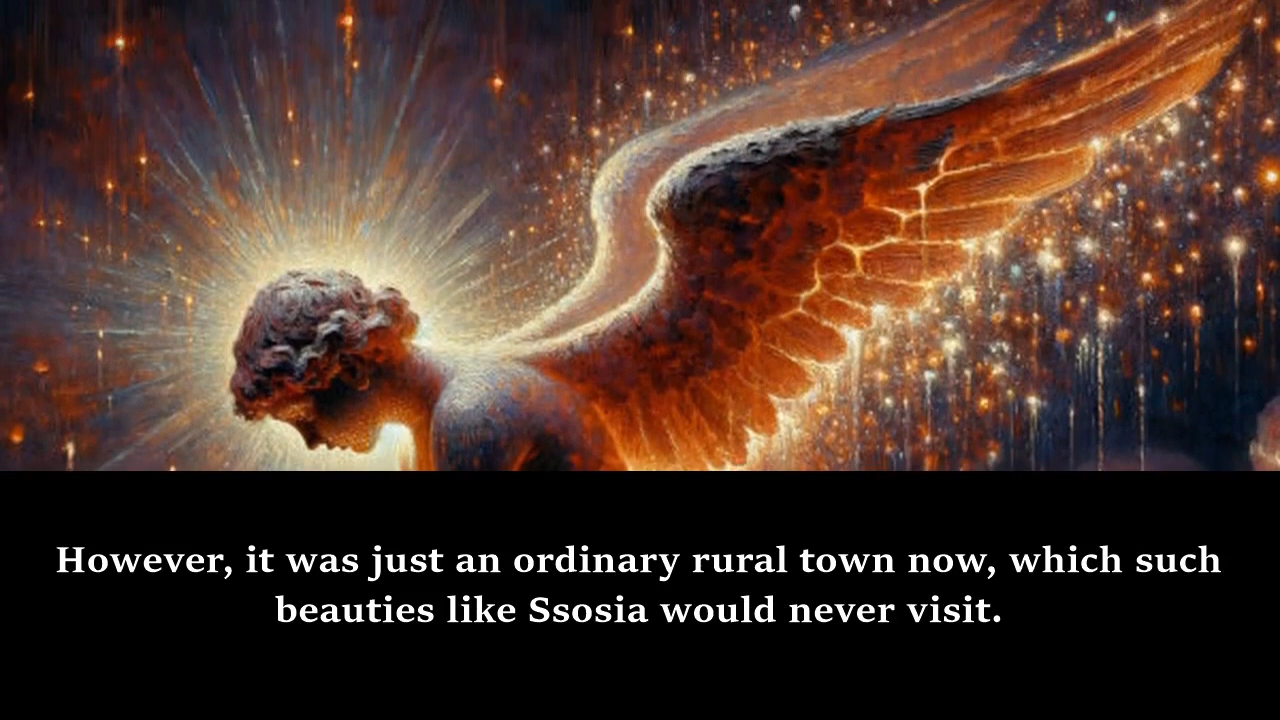 However, it was just an ordinary rural town now, which such
beauties like Ssosia would never visit.